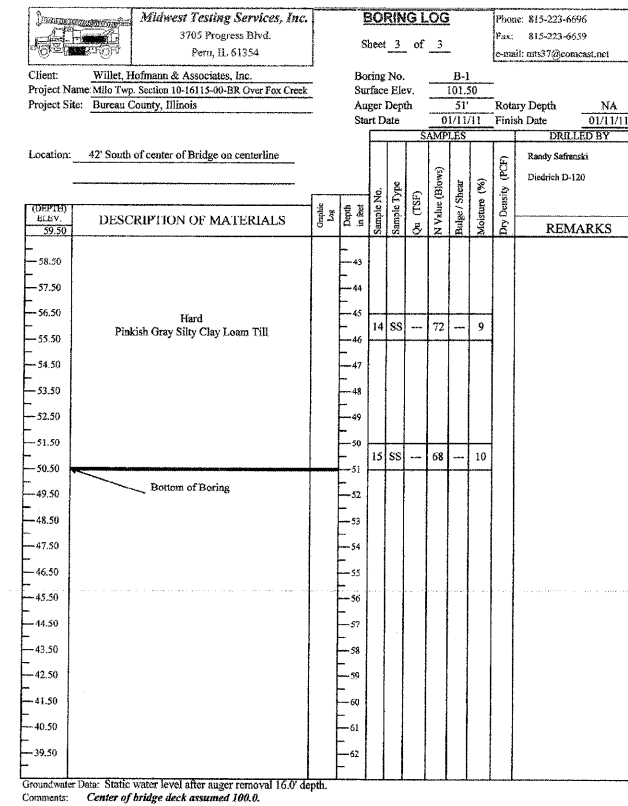 Midwest Testing Services, Inc.
3705 Progress Blvd.
Peru, IL 61354
BORING LOG
Sheet 3 of 3
Phone: 815-223-6696
Fax: 815-223-6659
e-mail: mts37@comcast.net
Client: Willet, Hofmann & Associates, Inc.
Project Name: Milo Twp. Section 10-16115-00-BR Over Fox Creek
Project Site: Bureau County, Illinois
Boring No. B-1
Surface Elev. 101.50
Auger Depth 51' Rotary Depth NA
Start Date 01/11/11 Finish Date 01/11/11
Location: 42' South of center of Bridge on centerline
SAMPLES
DRILLED BY
Randy Safranski
Diedrich D-120
(DEPTH) ELEV. DESCRIPTION OF MATERIALS Graphic Log Depth in feet Sample No. Sample Type Qu (TSF) N Value (Blows) Bulge / Shear Moisture (%) Dry Density (PCF) REMARKS
59.50
58.50 43
57.50 44
56.50 45
Hard
Pinkish Gray Silty Clay Loam Till
14 SS --- 72 --- 9
55.50 46
54.50 47
53.50 48
52.50 49
51.50 50
15 SS --- 68 --- 10
50.50 51
Bottom of Boring
49.50 52
48.50 53
47.50 54
46.50 55
45.50 56
44.50 57
43.50 58
42.50 59
41.50 60
40.50 61
39.50 62
Groundwater Data: Static water level after auger removal 16.0' depth.
Comments: Center of bridge deck assumed 100.0.